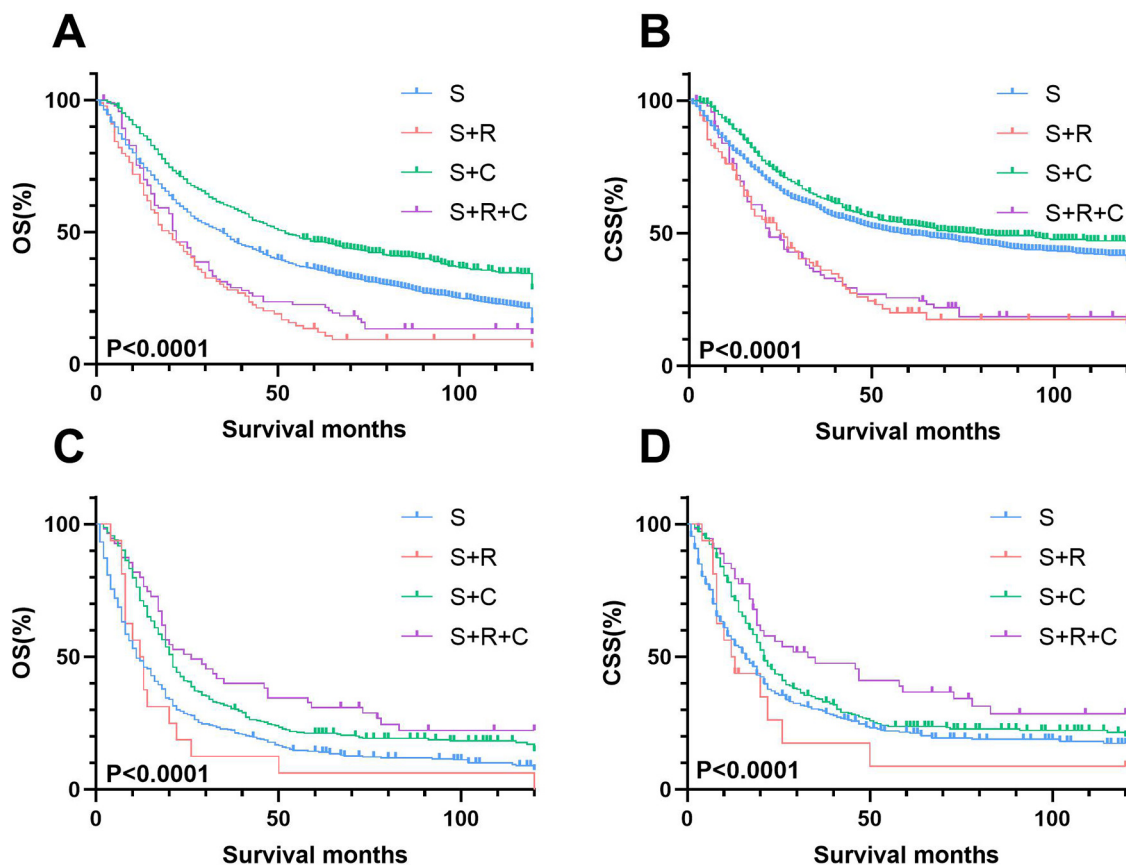 A
OS(%)
100
50
0
0
50
100
Survival months
P<0.0001
S
S+R
S+C
S+R+C
B
CSS(%)
100
50
0
0
50
100
Survival months
P<0.0001
S
S+R
S+C
S+R+C
C
OS(%)
100
50
0
0
50
100
Survival months
P<0.0001
S
S+R
S+C
S+R+C
D
CSS(%)
100
50
0
0
50
100
Survival months
P<0.0001
S
S+R
S+C
S+R+C